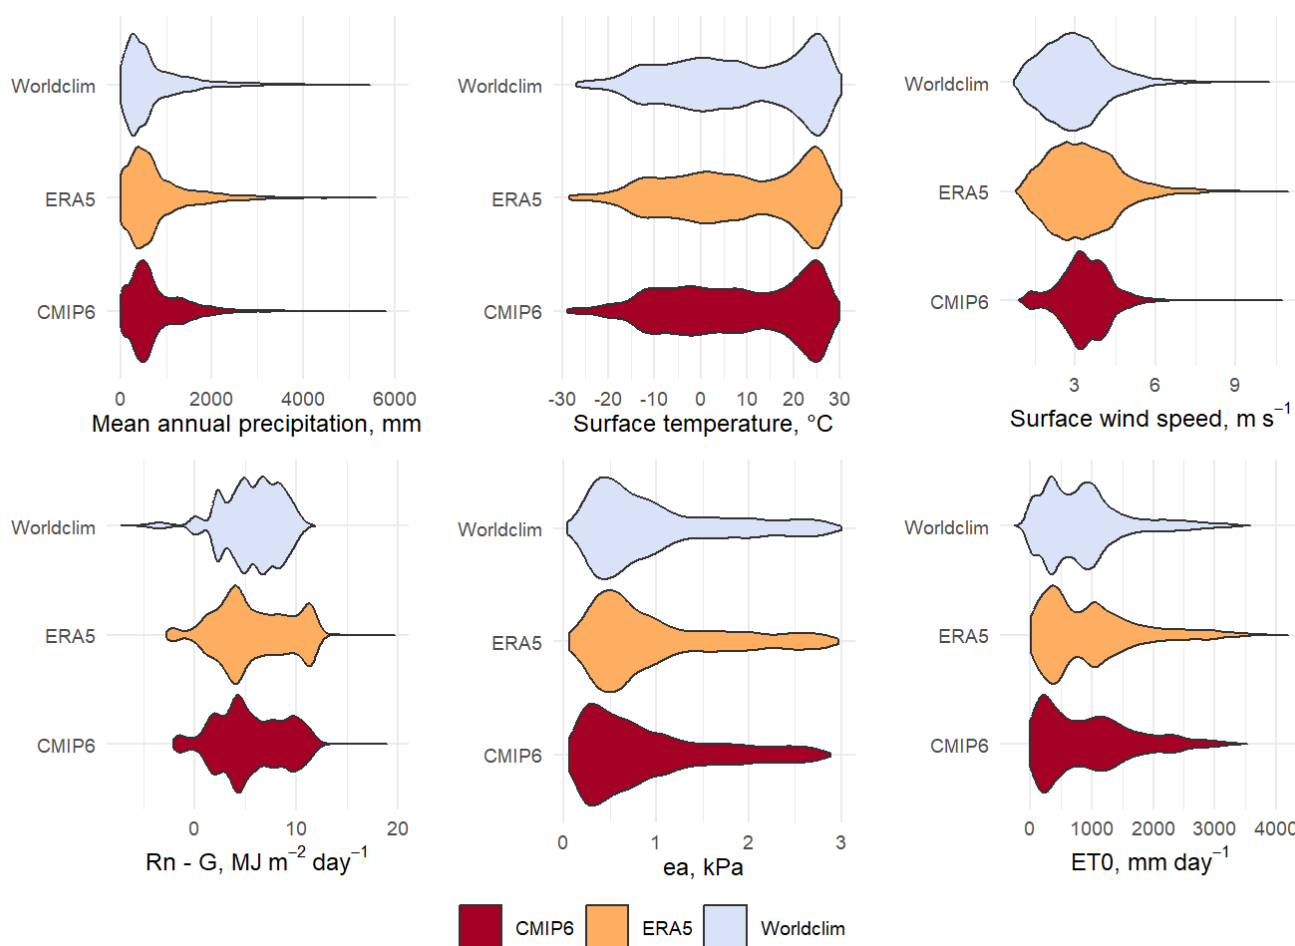 Worldclim
ERA5
CMIP6
0 2000 4000 6000
Mean annual precipitation, mm
Worldclim
ERA5
CMIP6
-30 -20 -10 0 10 20 30
Surface temperature, °C
Worldclim
ERA5
CMIP6
3 6 9
Surface wind speed, m s⁻¹
Worldclim
ERA5
CMIP6
0 10 20
Rn - G, MJ m⁻² day⁻¹
Worldclim
ERA5
CMIP6
0 1 2 3
ea, kPa
Worldclim
ERA5
CMIP6
0 1000 2000 3000 4000
ET0, mm day⁻¹
CMIP6 ERA5 Worldclim